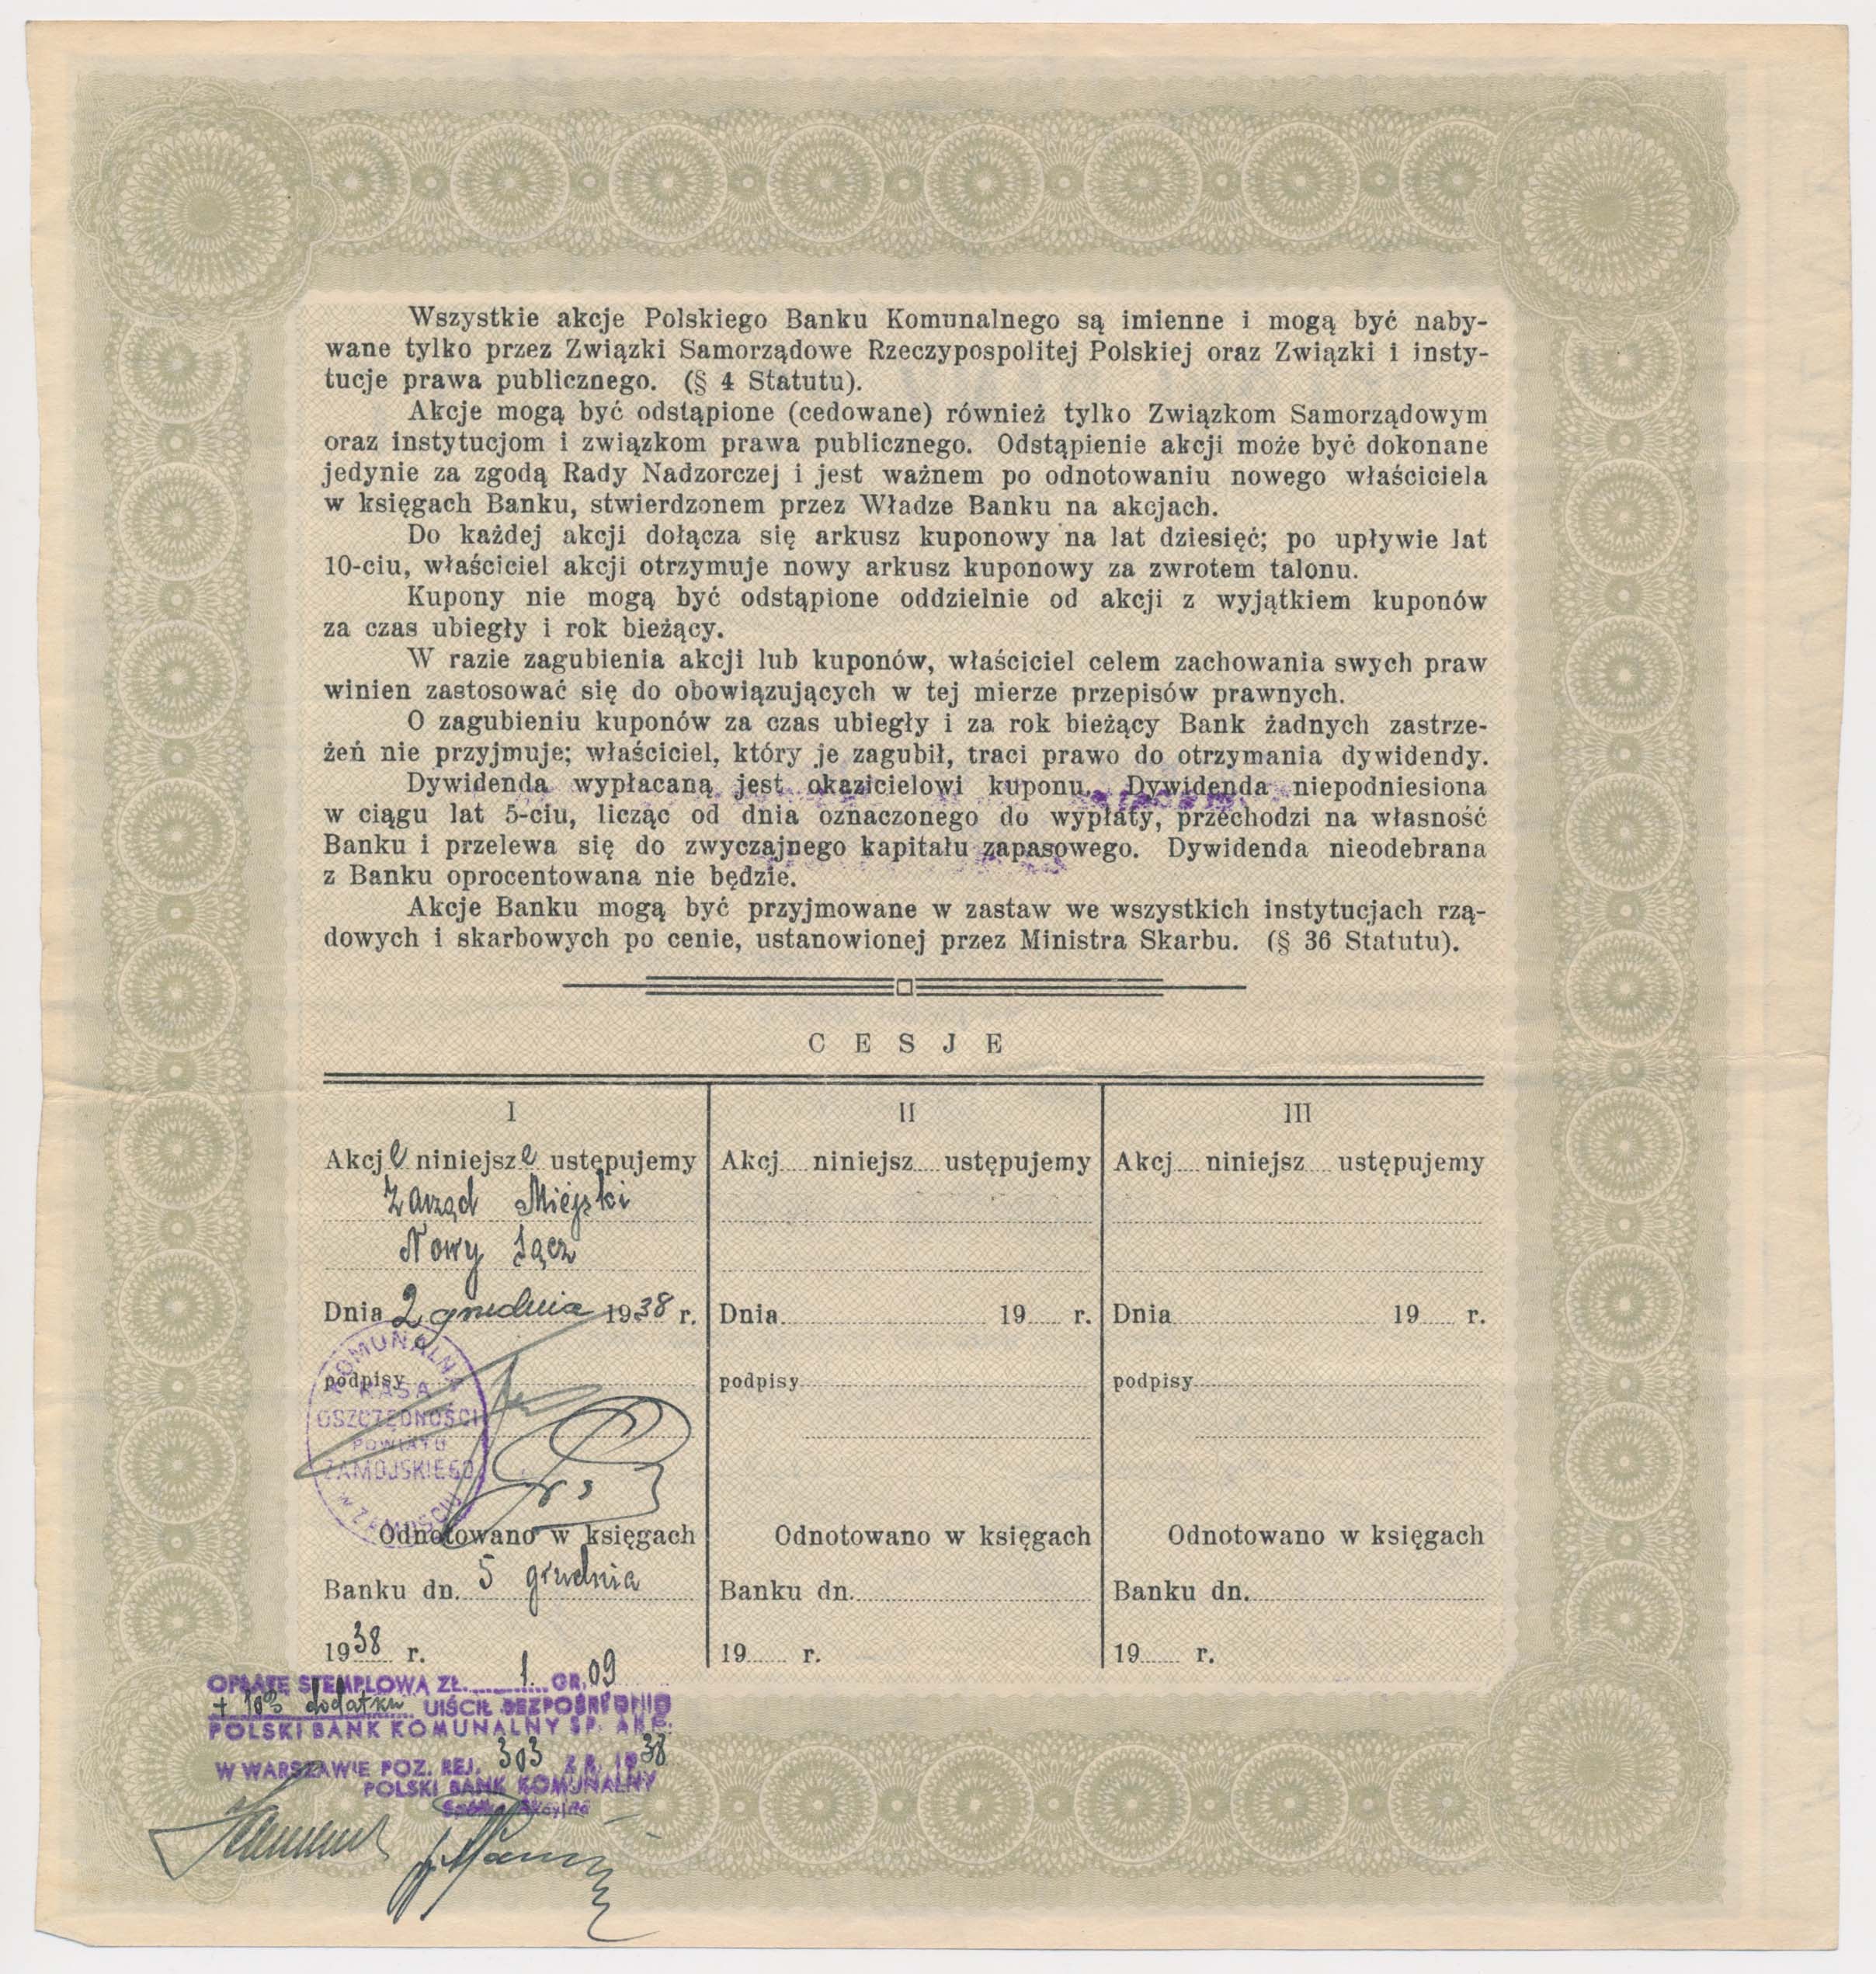 Wszystkie akcje Polskiego Banku Komunalnego są imienne i mogą być naby-
wane tylko przez Związki Samorządowe Rzeczypospolitej Polskiej oraz Związki i insty-
tucje prawa publicznego. (§ 4 Statutu).
Akcje mogą być odstąpione (cedowane) również tylko Związkom Samorządowym
oraz instytucjom i związkom prawa publicznego. Odstąpienie akcji może być dokonane
jedynie za zgodą Rady Nadzorczej i jest ważnem po odnotowaniu nowego właściciela
w księgach Banku, stwierdzonem przez Władze Banku na akcjach.
Do każdej akcji dołącza się arkusz kuponowy na lat dziesięć; po upływie lat
10-ciu, właściciel akcji otrzymuje nowy arkusz kuponowy za zwrotem talonu.
Kupony nie mogą być odstąpione oddzielnie od akcji z wyjątkiem kuponów
za czas ubiegły i rok bieżący.
W razie zagubienia akcji lub kuponów, właściciel celem zachowania swych praw
winien zastosować się do obowiązujących w tej mierze przepisów prawnych.
O zagubieniu kuponów za czas ubiegły i za rok bieżący Bank żadnych zastrze-
żeń nie przyjmuje; właściciel, który je zagubił, traci prawo do otrzymania dywidendy.
Dywidenda wypłacaną jest okazicielowi kuponu. Dywidenda niepodniesiona
w ciągu lat 5-ciu, licząc od dnia oznaczonego do wypłaty, przechodzi na własność
Banku i przelewa się do zwyczajnego kapitału zapasowego. Dywidenda nieodebrana
z Banku oprocentowana nie będzie.
Akcje Banku mogą być przyjmowane w zastaw we wszystkich instytucjach rzą-
dowych i skarbowych po cenie, ustanowionej przez Ministra Skarbu. (§ 36 Statutu).
CESJE
I
Akcje niniejsze ustępujemy
Zarząd Miejski
Nowy Sącz
Dnia 2 grudnia 1938 r.
podpisy
KOMUNALNA
KASA
OSZCZĘDNOŚCI
POWIATU
ZAMOJSKIEGO
W ZAMOŚCIU
Odnotowano w księgach
Banku dn. 5 grudnia
1938 r.
II
Akcj niniejsz ustępujemy
Dnia 19 r.
podpisy
Odnotowano w księgach
Banku dn.
19 r.
III
Akcj niniejsz ustępujemy
Dnia 19 r.
podpisy
Odnotowano w księgach
Banku dn.
19 r.
OPŁATĘ STEMPLOWĄ ZŁ. 1 GR. 09
+ 10% dodatku UIŚCIŁ BEZPOŚREDNIO
POLSKI BANK KOMUNALNY SP. AKC.
W WARSZAWIE POZ. REJ. 303 Z R. 1938
POLSKI BANK KOMUNALNY
Spółka Akcyjna